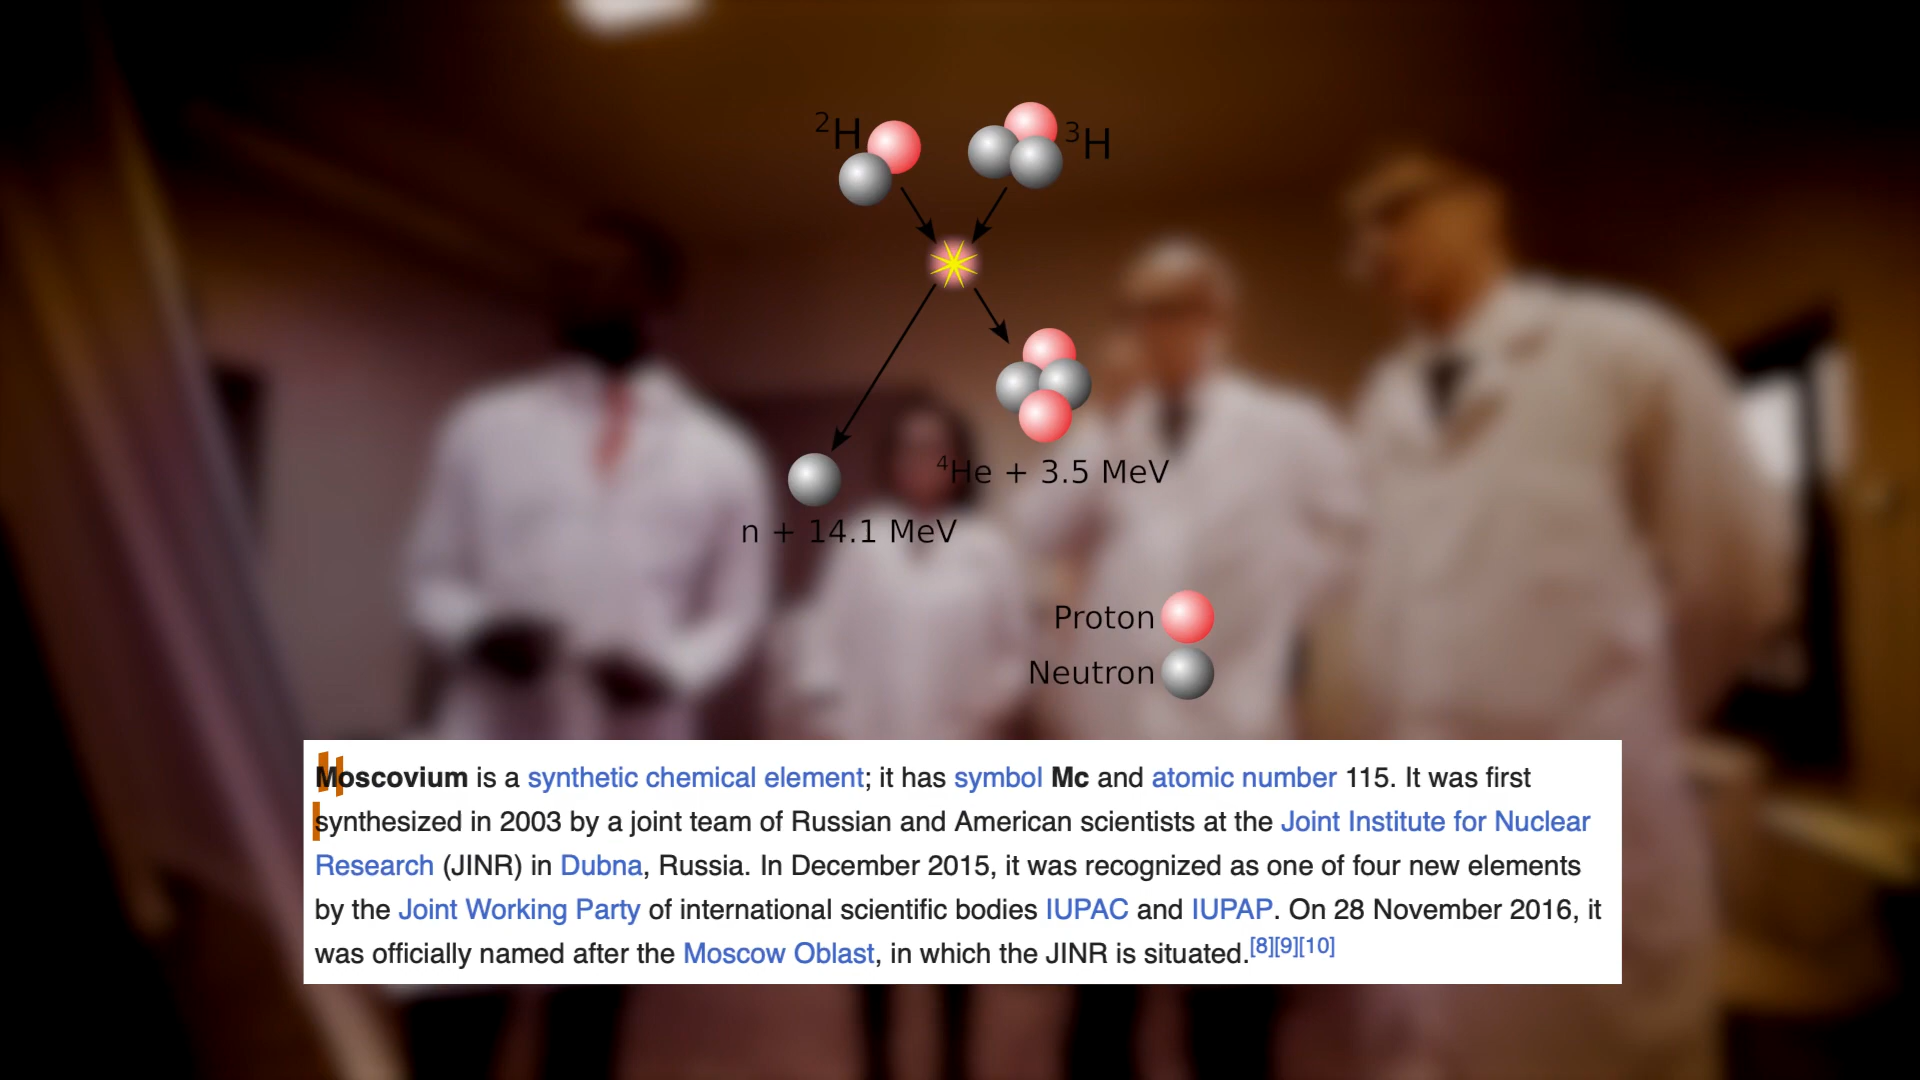 ²H
³H
⁴He + 3.5 MeV
n + 14.1 MeV
Proton
Neutron
Moscovium is a synthetic chemical element; it has symbol Mc and atomic number 115. It was first
synthesized in 2003 by a joint team of Russian and American scientists at the Joint Institute for Nuclear
Research (JINR) in Dubna, Russia. In December 2015, it was recognized as one of four new elements
by the Joint Working Party of international scientific bodies IUPAC and IUPAP. On 28 November 2016, it
was officially named after the Moscow Oblast, in which the JINR is situated.[8][9][10]